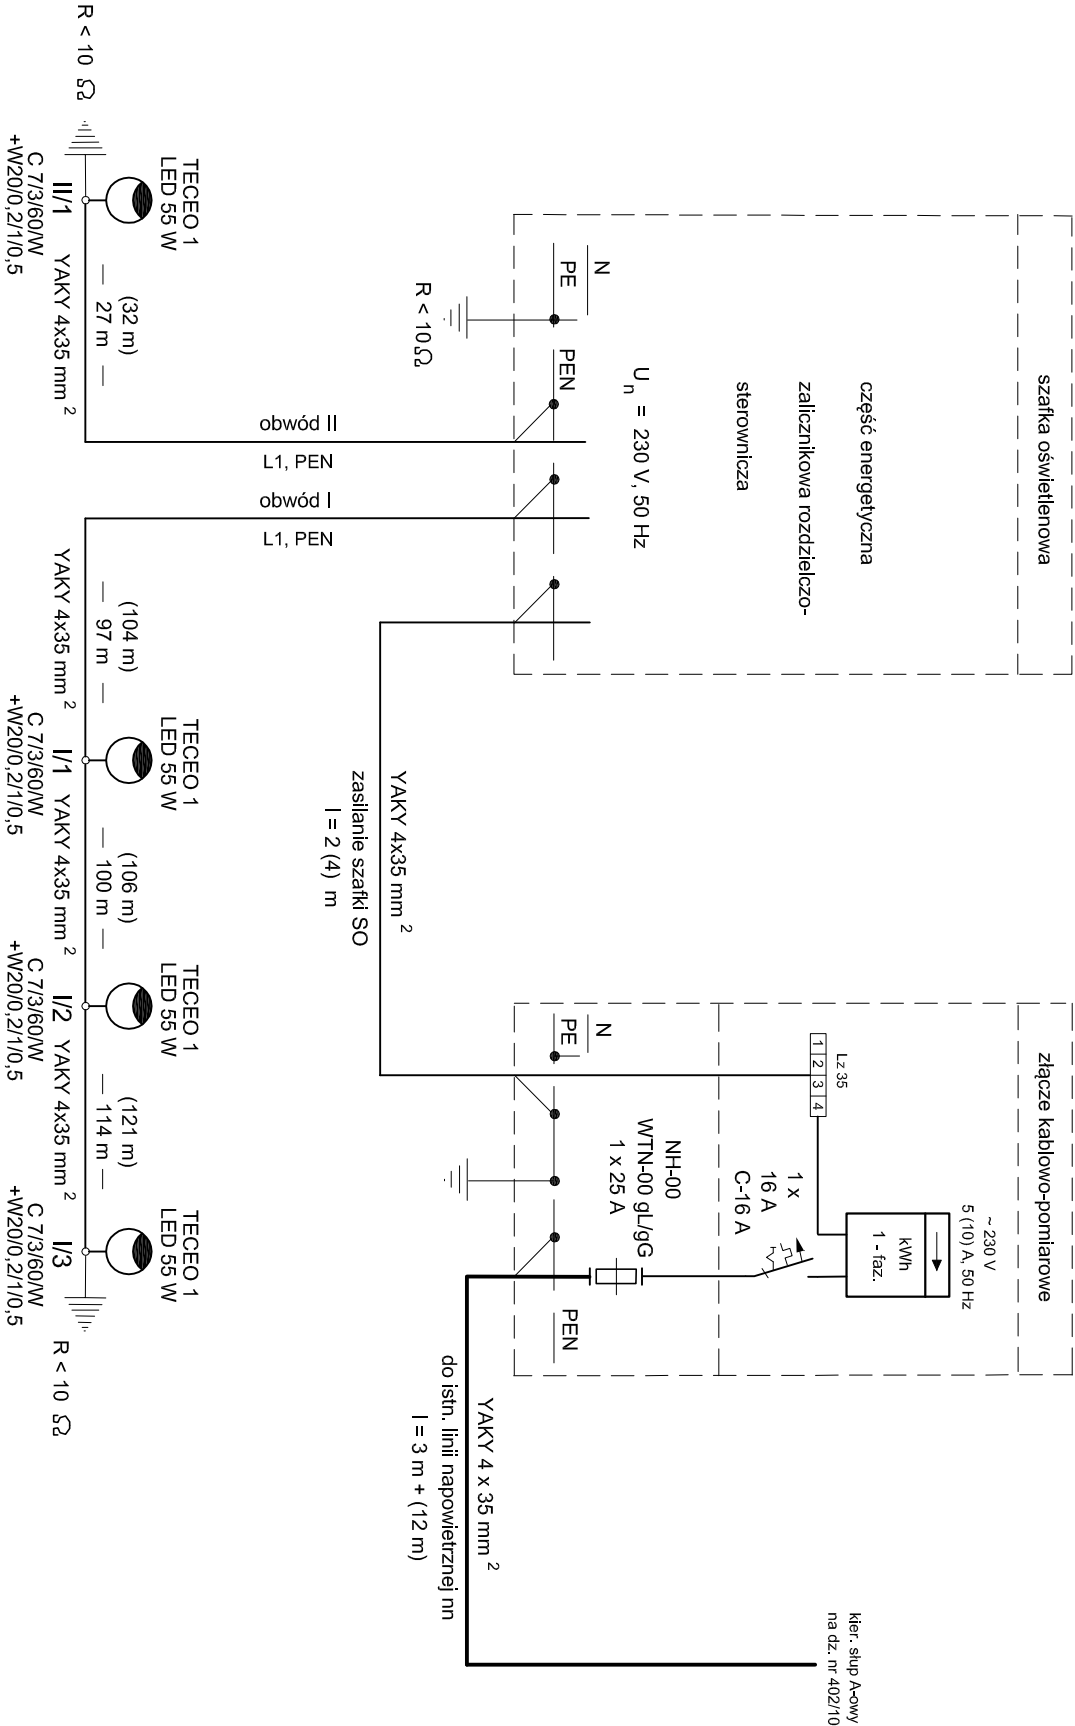 szafka oświetlenowa
część energetyczna
zalicznikowa rozdzielczo-
sterownicza
U n = 230 V, 50 Hz
N
PE
PEN
R < 10 Ω
obwód II
L1, PEN
obwód I
L1, PEN
złącze kablowo-pomiarowe
~ 230 V
5 (10) A, 50 Hz
kWh
1 - faz.
Lz 35
1 2 3 4
1 x
16 A
C-16 A
NH-00
WTN-00 gL/gG
1 x 25 A
N
PE
PEN
YAKY 4x35 mm 2
zasilanie szafki SO
l = 2 (4) m
YAKY 4 x 35 mm 2
do istn. linii napowietrznej nn
l = 3 m + (12 m)
kier. słup A-owy
na dz. nr 402/10
TECEO 1
LED 55 W
TECEO 1
LED 55 W
TECEO 1
LED 55 W
TECEO 1
LED 55 W
R < 10 Ω
(32 m)
27 m
(104 m)
97 m
(106 m)
100 m
(121 m)
114 m
II/1
YAKY 4x35 mm 2
YAKY 4x35 mm 2
I/1
YAKY 4x35 mm 2
I/2
YAKY 4x35 mm 2
I/3
R < 10 Ω
C 7/3/60/W
+W20/0,2/1/0,5
C 7/3/60/W
+W20/0,2/1/0,5
C 7/3/60/W
+W20/0,2/1/0,5
C 7/3/60/W
+W20/0,2/1/0,5